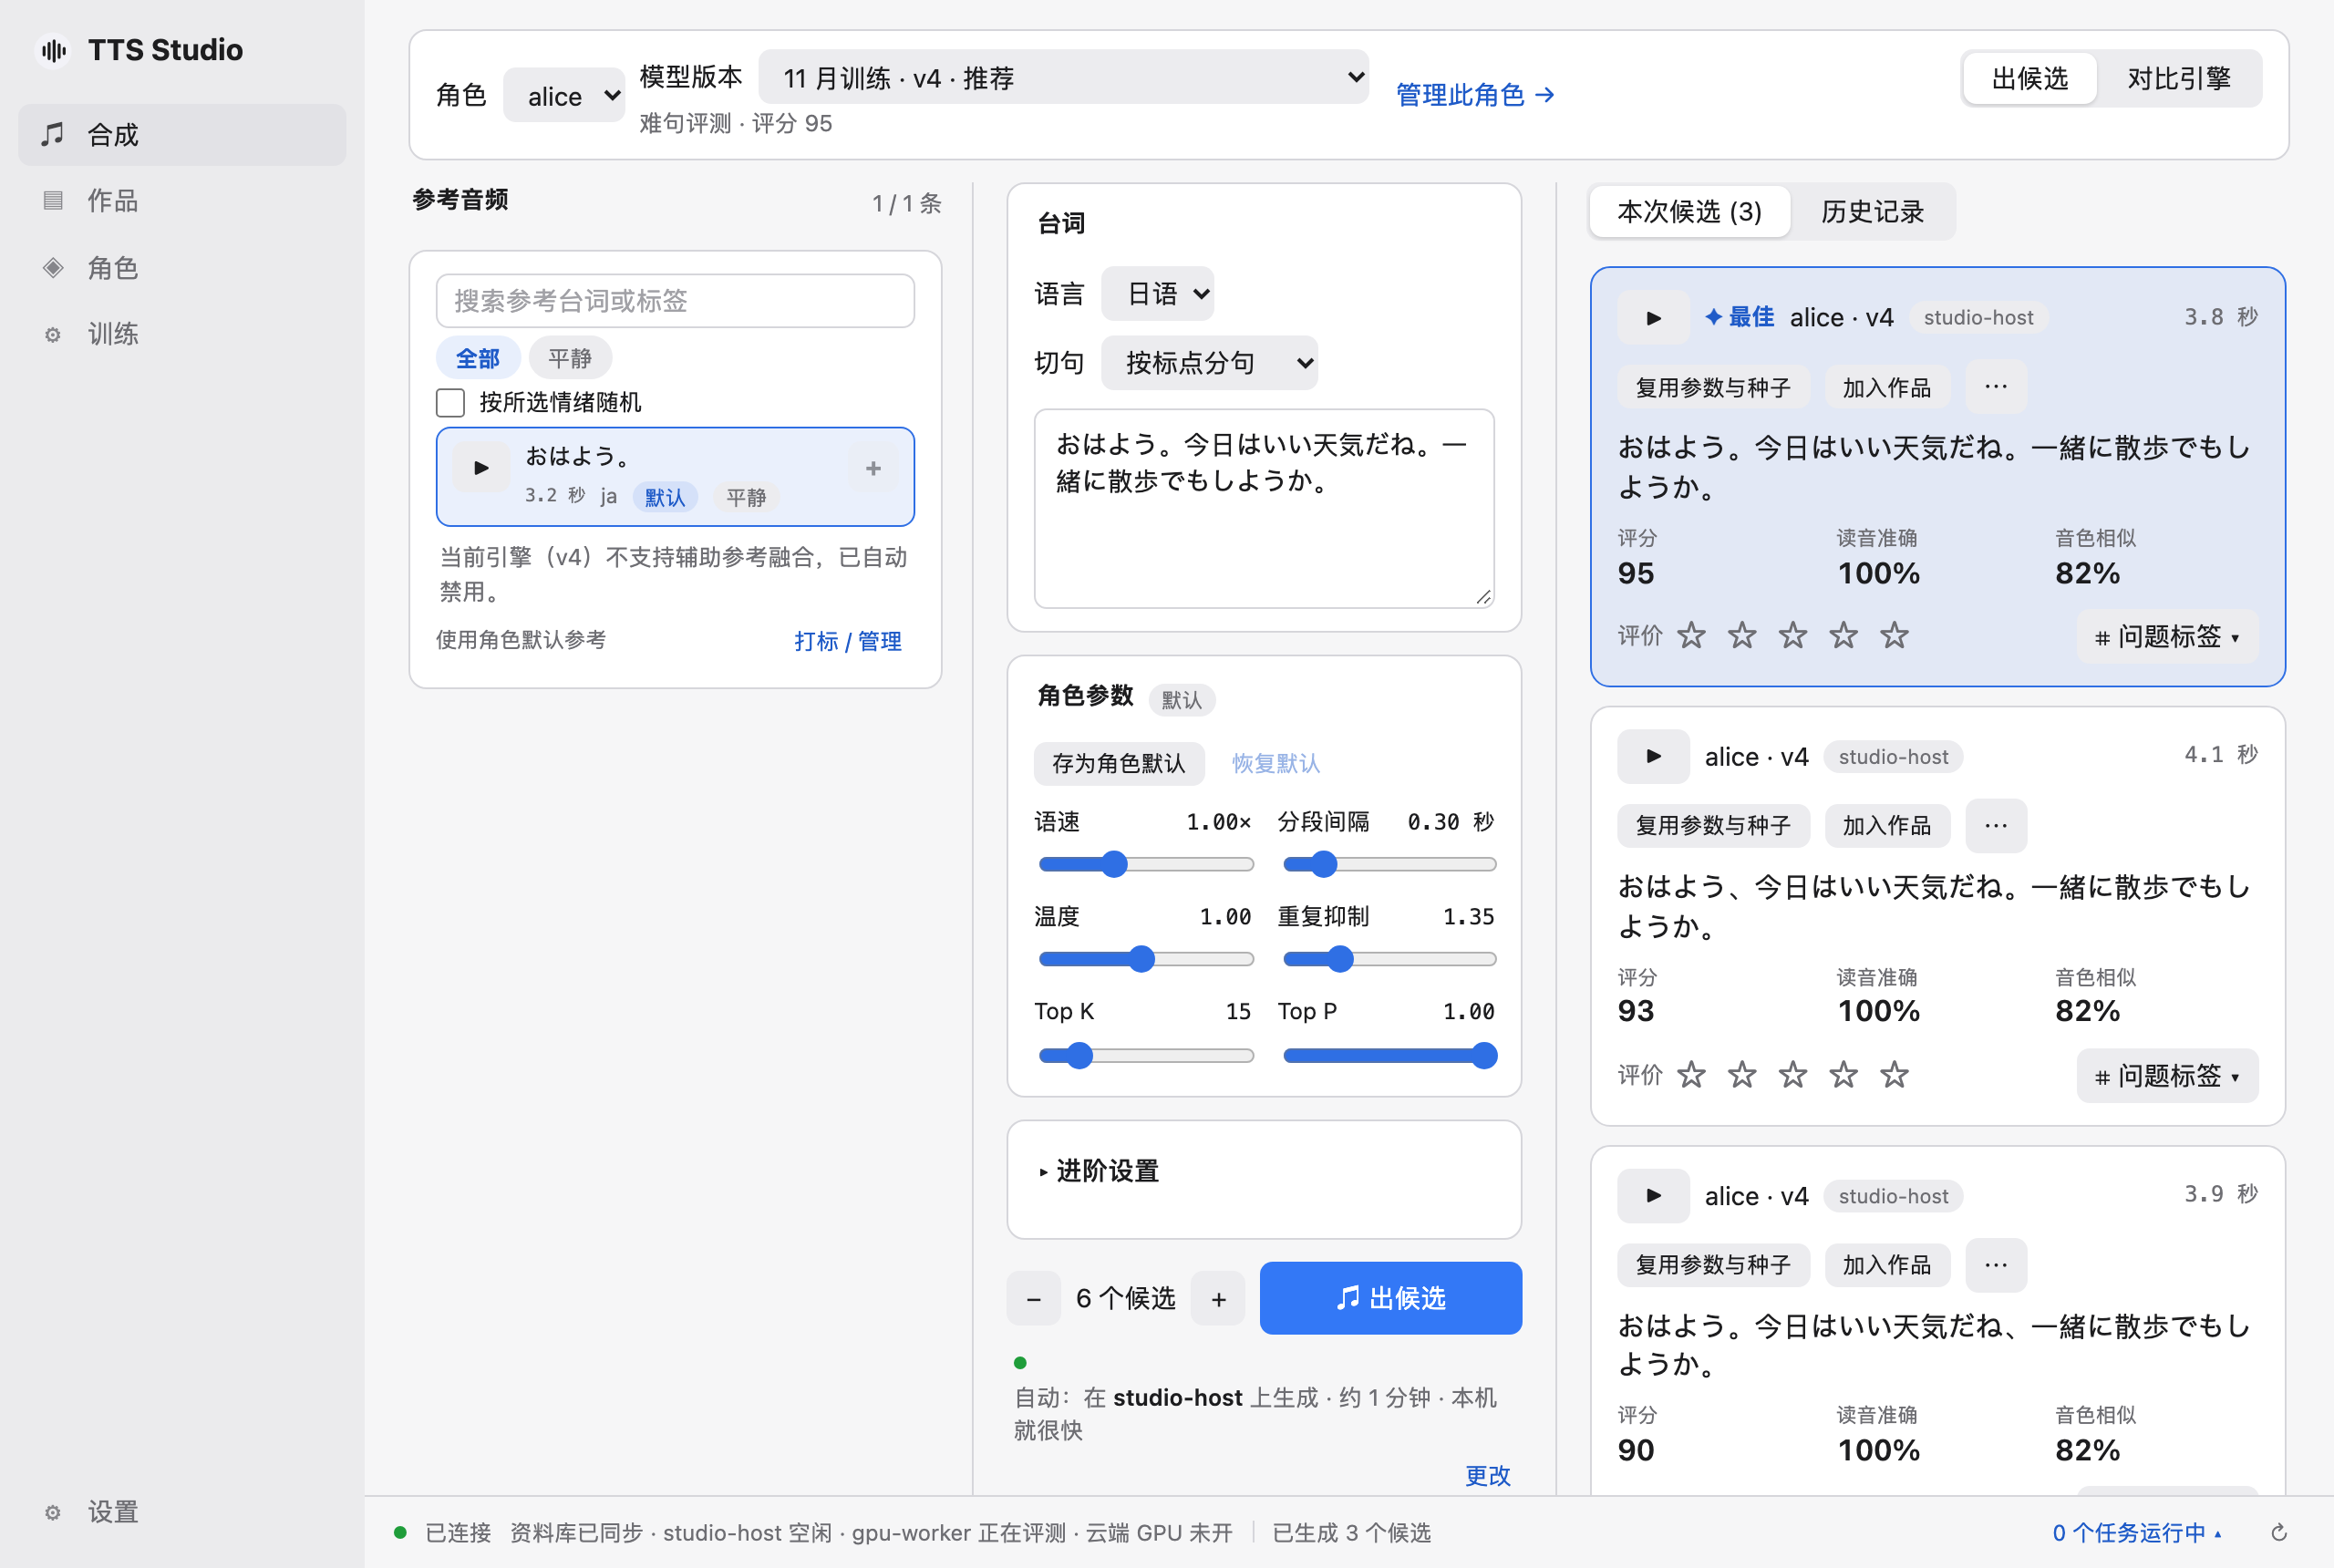 TTS Studio
合成
作品
角色
训练
设置
角色 alice 模型版本 11 月训练 · v4 · 推荐
难句评测 · 评分 95
管理此角色 →
出候选 对比引擎
参考音频 1 / 1 条
搜索参考台词或标签
全部 平静
按所选情绪随机
おはよう。
3.2 秒 ja 默认 平静
+
当前引擎（v4）不支持辅助参考融合，已自动
禁用。
使用角色默认参考 打标 / 管理
台词
语言 日语
切句 按标点分句
おはよう。今日はいい天気だね。一
緒に散歩でもしようか。
角色参数 默认
存为角色默认 恢复默认
语速 1.00× 分段间隔 0.30 秒
温度 1.00 重复抑制 1.35
Top K 15 Top P 1.00
▸ 进阶设置
− 6 个候选 + 出候选
自动：在 studio-host 上生成 · 约 1 分钟 · 本机
就很快
更改
本次候选 (3) 历史记录
✦ 最佳 alice · v4 studio-host 3.8 秒
复用参数与种子 加入作品 ⋯
おはよう。今日はいい天気だね。一緒に散歩でもし
ようか。
评分 读音准确 音色相似
95 100% 82%
评价 ☆ ☆ ☆ ☆ ☆ # 问题标签 ▾
alice · v4 studio-host 4.1 秒
复用参数与种子 加入作品 ⋯
おはよう、今日はいい天気だね。一緒に散歩でもし
ようか。
评分 读音准确 音色相似
93 100% 82%
评价 ☆ ☆ ☆ ☆ ☆ # 问题标签 ▾
alice · v4 studio-host 3.9 秒
复用参数与种子 加入作品 ⋯
おはよう。今日はいい天気だね、一緒に散歩でもし
ようか。
评分 读音准确 音色相似
90 100% 82%
已连接 资料库已同步 · studio-host 空闲 · gpu-worker 正在评测 · 云端 GPU 未开 已生成 3 个候选
0 个任务运行中 ▴